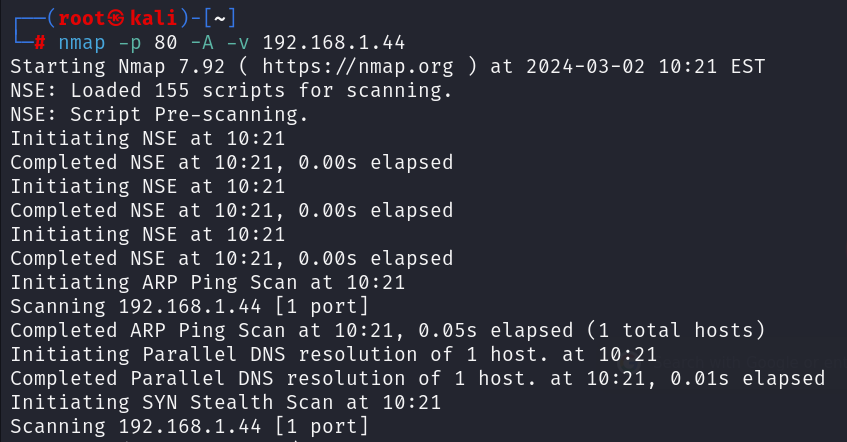 ┌──(root㉿kali)-[~]
└─# nmap -p 80 -A -v 192.168.1.44
Starting Nmap 7.92 ( https://nmap.org ) at 2024-03-02 10:21 EST
NSE: Loaded 155 scripts for scanning.
NSE: Script Pre-scanning.
Initiating NSE at 10:21
Completed NSE at 10:21, 0.00s elapsed
Initiating NSE at 10:21
Completed NSE at 10:21, 0.00s elapsed
Initiating NSE at 10:21
Completed NSE at 10:21, 0.00s elapsed
Initiating ARP Ping Scan at 10:21
Scanning 192.168.1.44 [1 port]
Completed ARP Ping Scan at 10:21, 0.05s elapsed (1 total hosts)
Initiating Parallel DNS resolution of 1 host. at 10:21
Completed Parallel DNS resolution of 1 host. at 10:21, 0.01s elapsed
Initiating SYN Stealth Scan at 10:21
Scanning 192.168.1.44 [1 port]